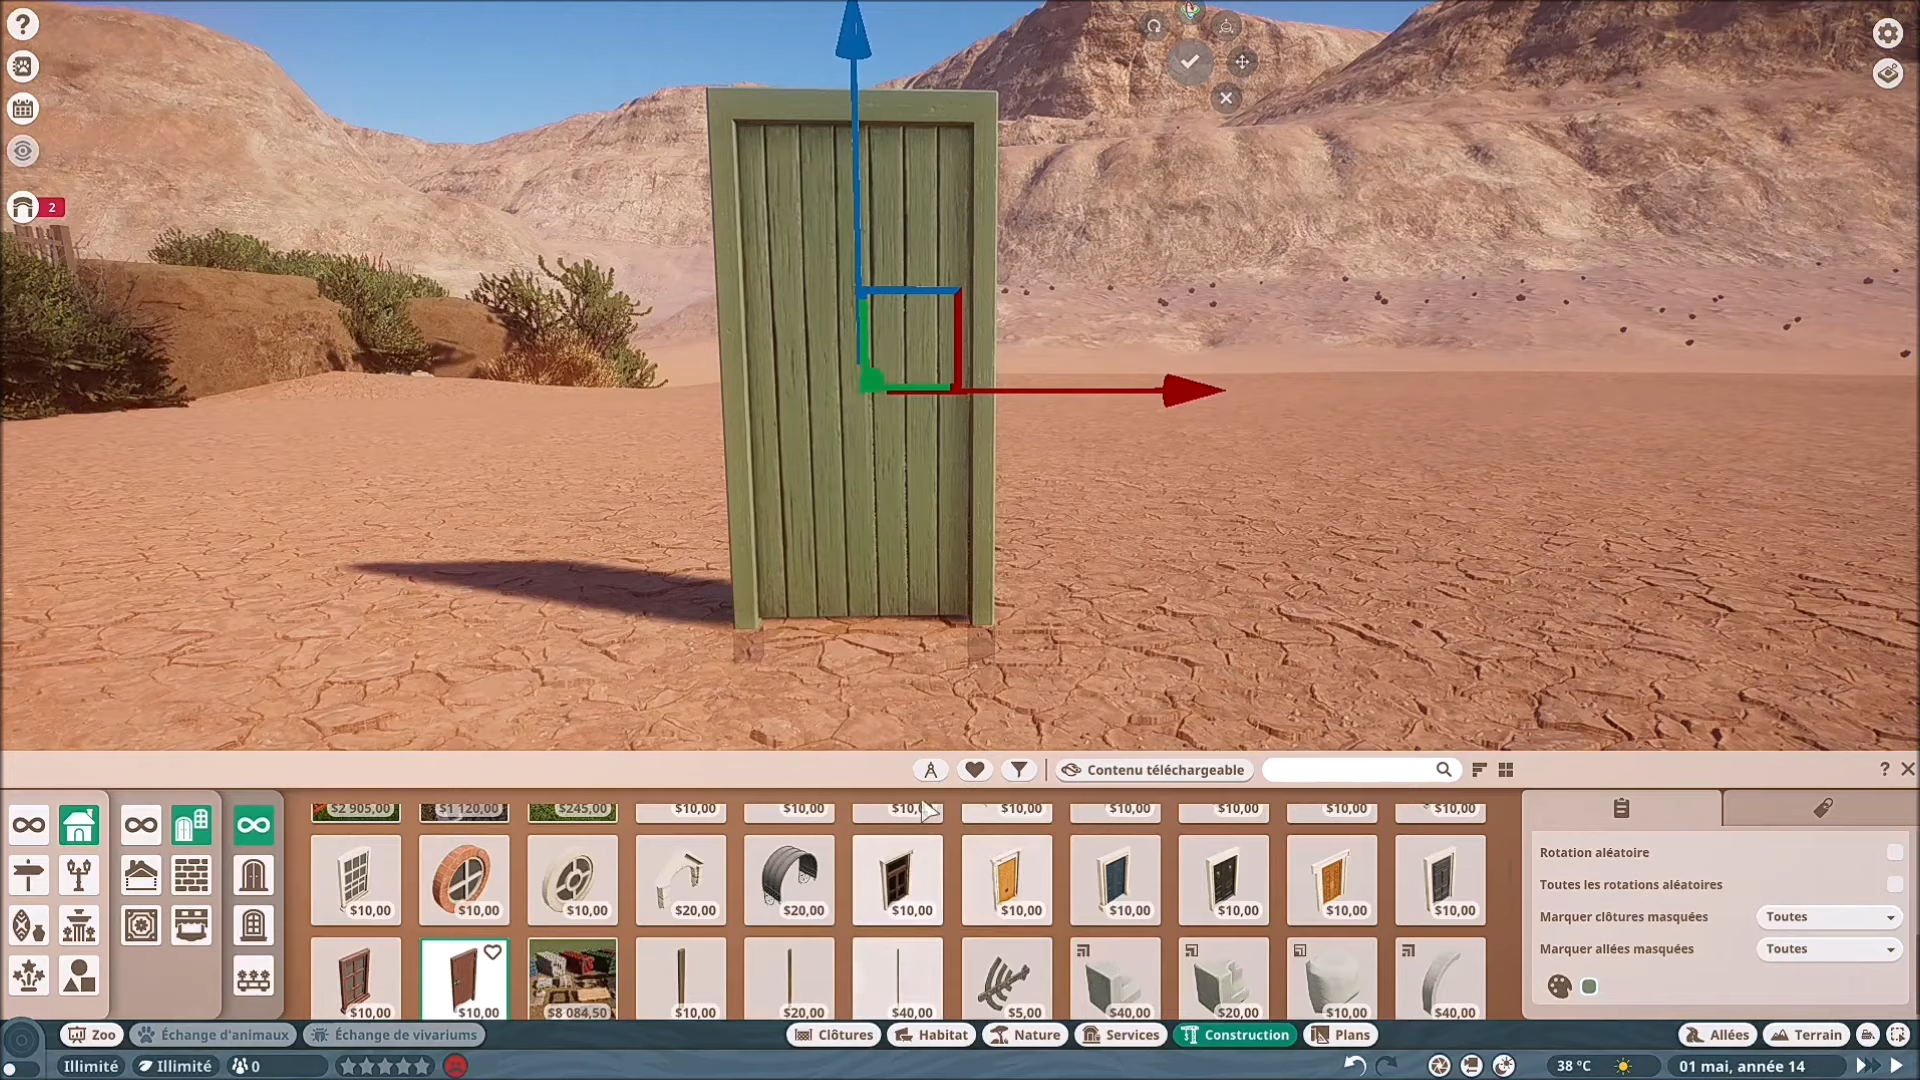 ?
2
Contenu téléchargeable
?
$2 905,00 $1 120,00 $245,00 $10,00 $10,00 $10,00 $10,00 $10,00 $10,00 $10,00 $10,00
$10,00 $10,00 $10,00 $20,00 $20,00 $10,00 $10,00 $10,00 $10,00 $10,00 $10,00
$10,00 $10,00 $8 084,50 $10,00 $20,00 $40,00 $5,00 $40,00 $20,00 $10,00 $40,00
Rotation aléatoire
Toutes les rotations aléatoires
Marquer clôtures masquées Toutes
Marquer allées masquées Toutes
Zoo Échange d'animaux Échange de vivariums Clôtures Habitat Nature Services Construction Plans Allées Terrain
Illimité Illimité 0 38 °C 01 mai, année 14